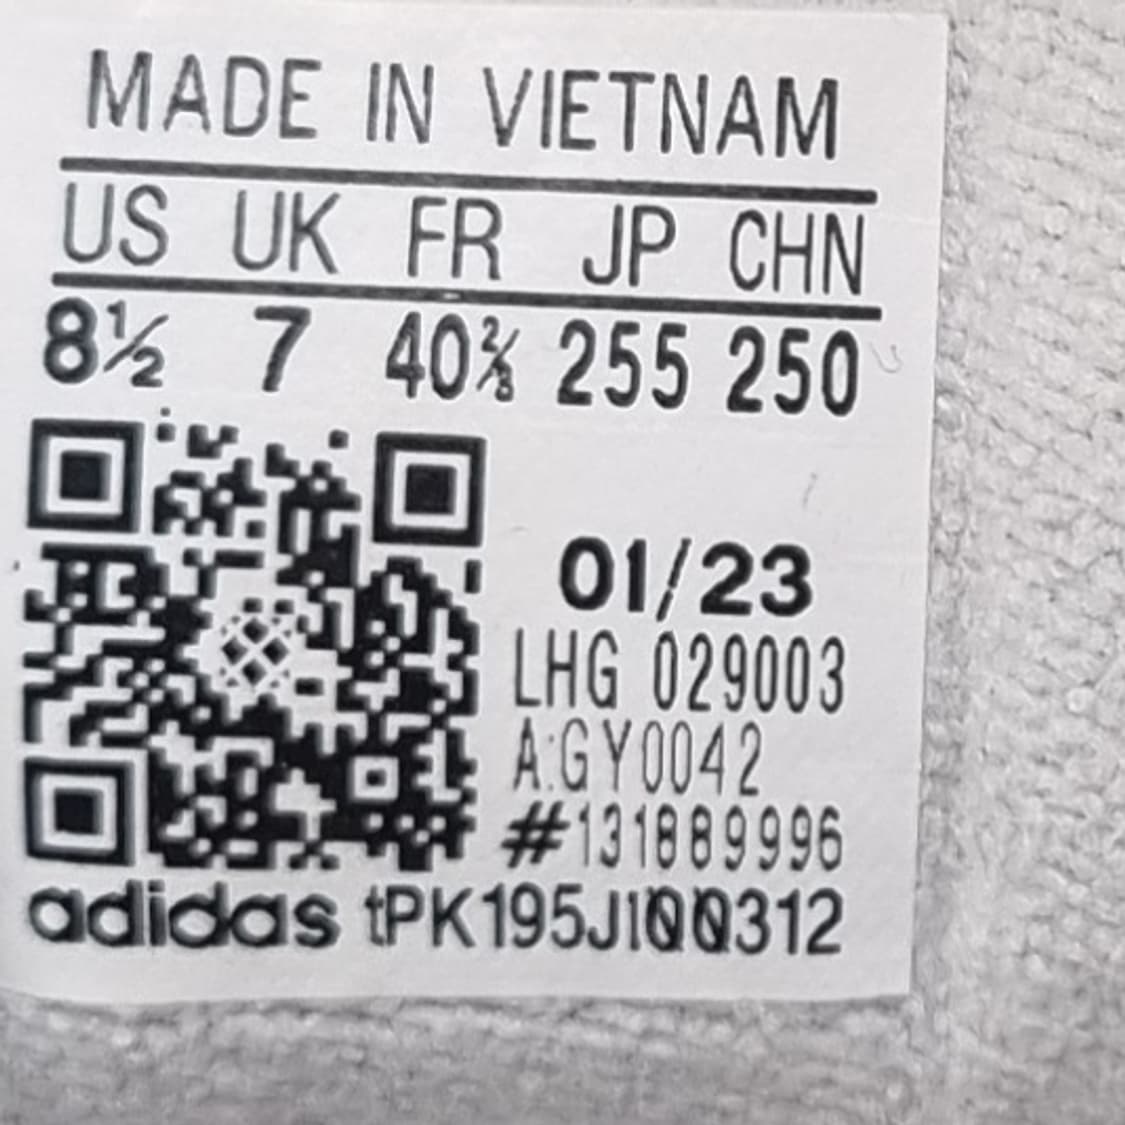 MADE IN VIETNAM
US UK FR JP CHN
8½ 7 40⅔ 255 250
01/23
LHG 029003
A:GY0042
#131889996
adidas tPK195J100312